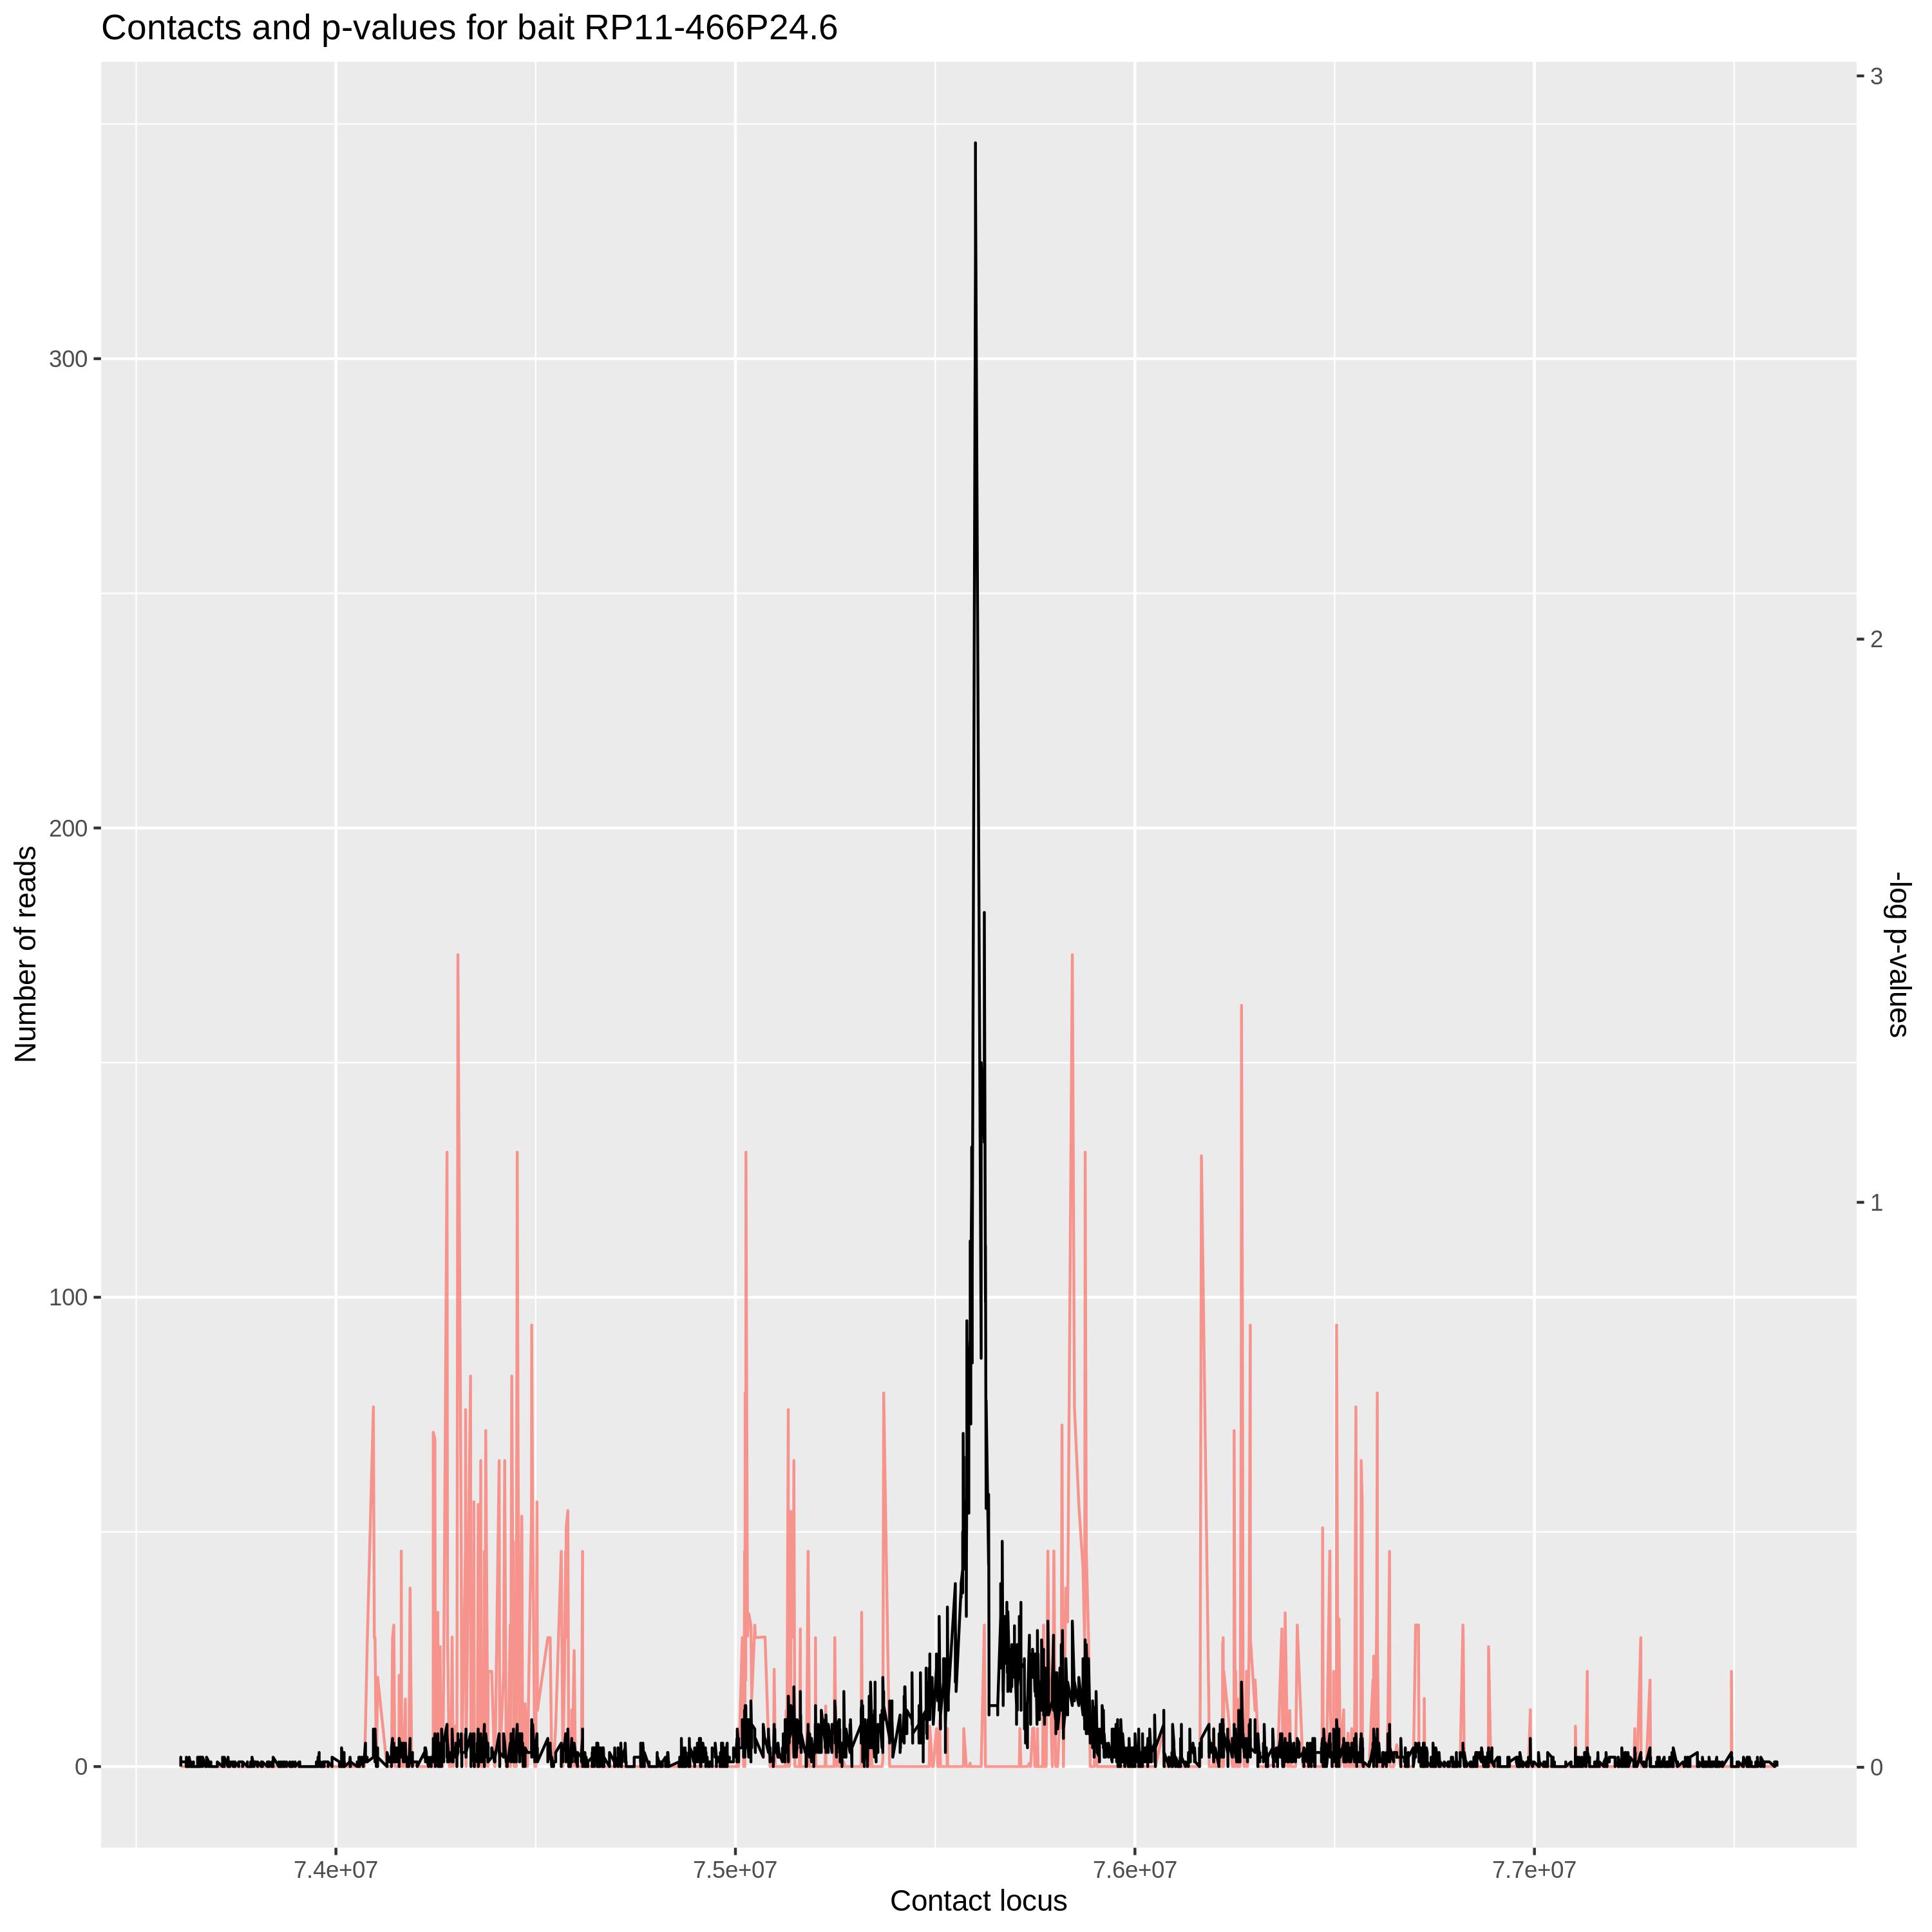 Contacts and p-values for bait RP11-466P24.6
300
200
100
0
3
2
1
0
Number of reads
-log p-values
7.4e+07
7.5e+07
7.6e+07
7.7e+07
Contact locus